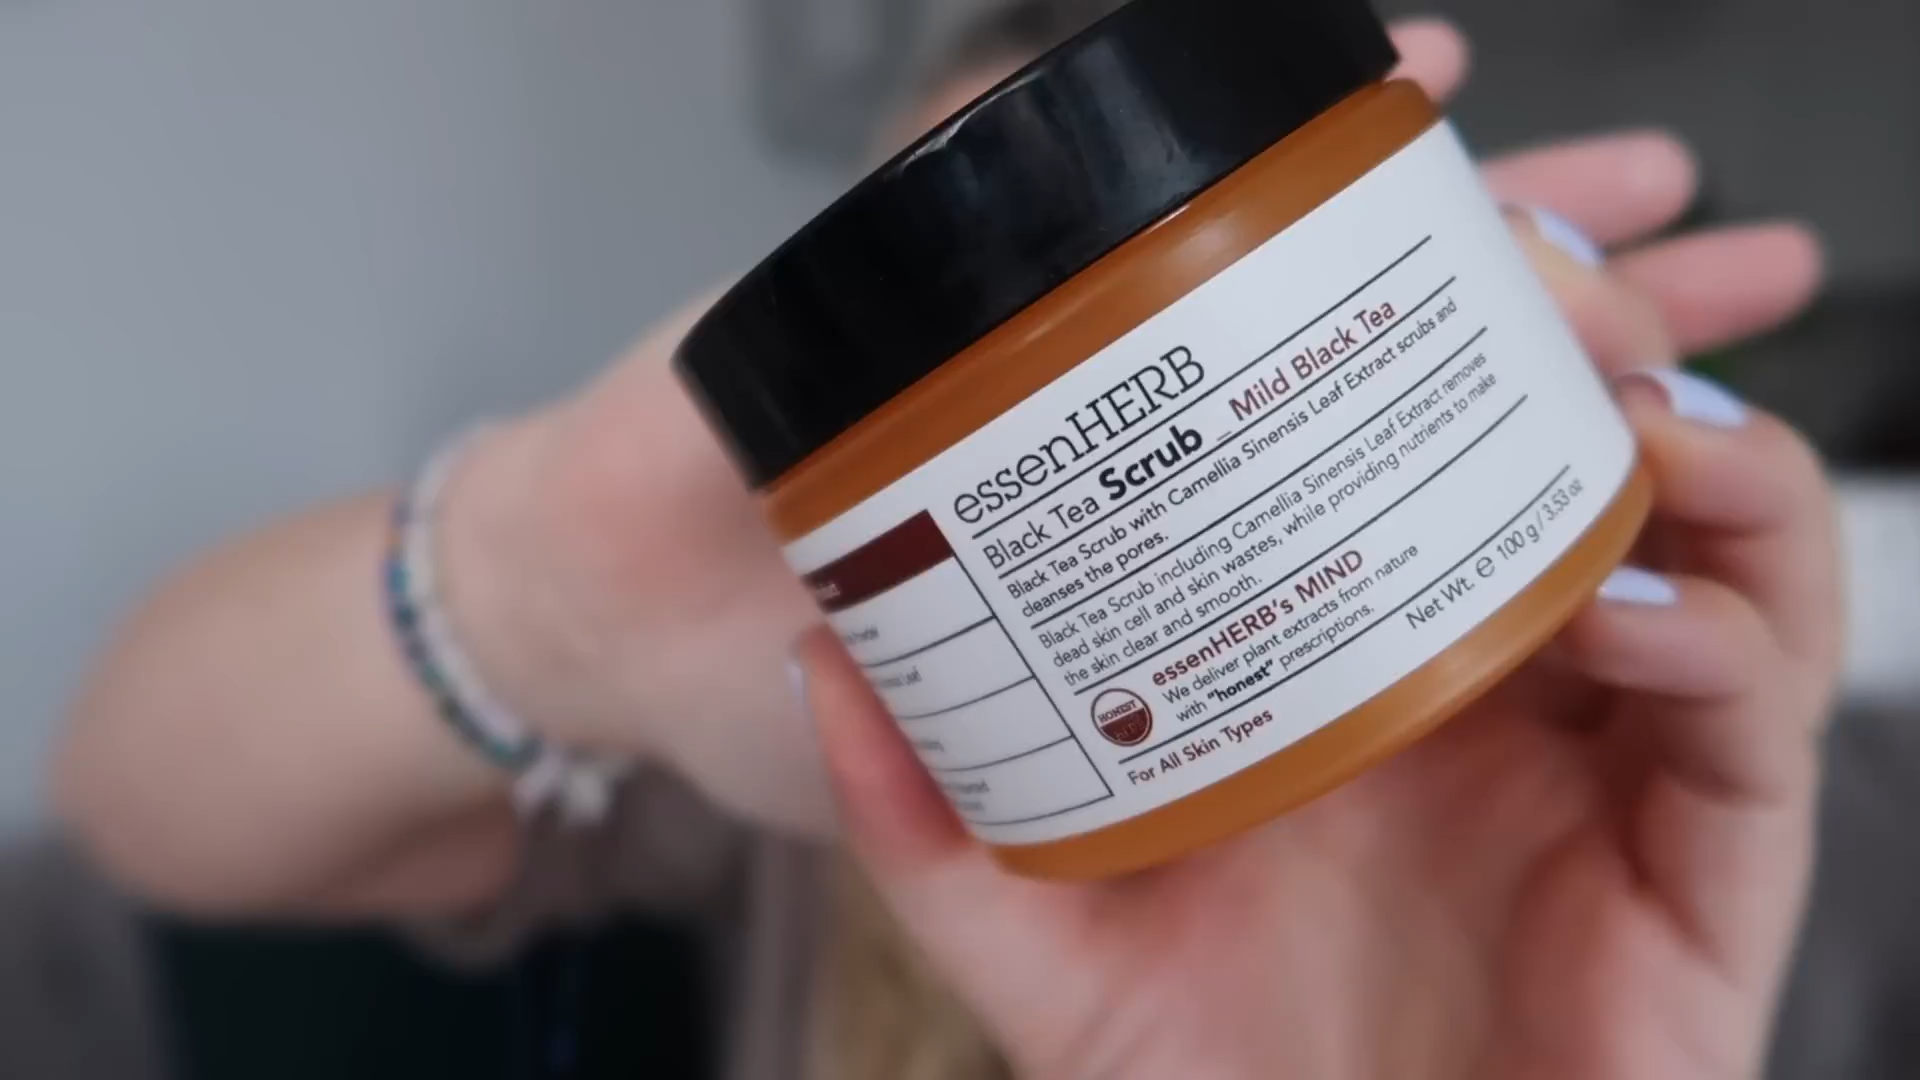 essenHERB
Black Tea Scrub _Mild Black Tea
Black Tea Scrub with Camellia Sinensis Leaf Extract scrubs and
cleanses the pores.
Black Tea Scrub including Camellia Sinensis Leaf Extract removes
dead skin cell and skin wastes, while providing nutrients to make
the skin clear and smooth.
HONEST
essenHERB's MIND
We deliver plant extracts from nature
with "honest" prescriptions.
Net Wt. e 100 g / 3.53 oz
For All Skin Types